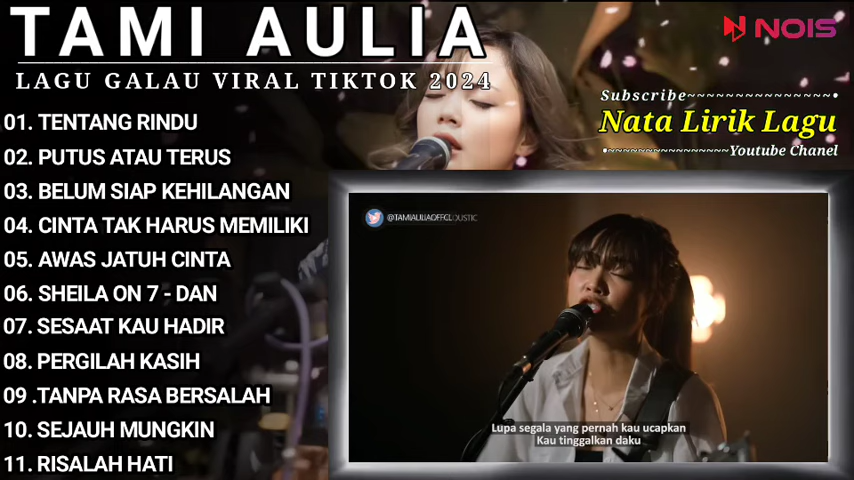 TAMI AULIA
LAGU GALAU VIRAL TIKTOK 2024
NOIS
Subscribe~~~~~~~~~~~~~~~•
Nata Lirik Lagu
•~~~~~~~~~~~~~~~~Youtube Chanel
01. TENTANG RINDU
02. PUTUS ATAU TERUS
03. BELUM SIAP KEHILANGAN
04. CINTA TAK HARUS MEMILIKI
05. AWAS JATUH CINTA
06. SHEILA ON 7 - DAN
07. SESAAT KAU HADIR
08. PERGILAH KASIH
09 .TANPA RASA BERSALAH
10. SEJAUH MUNGKIN
11. RISALAH HATI
Lupa segala yang pernah kau ucapkan
Kau tinggalkan daku